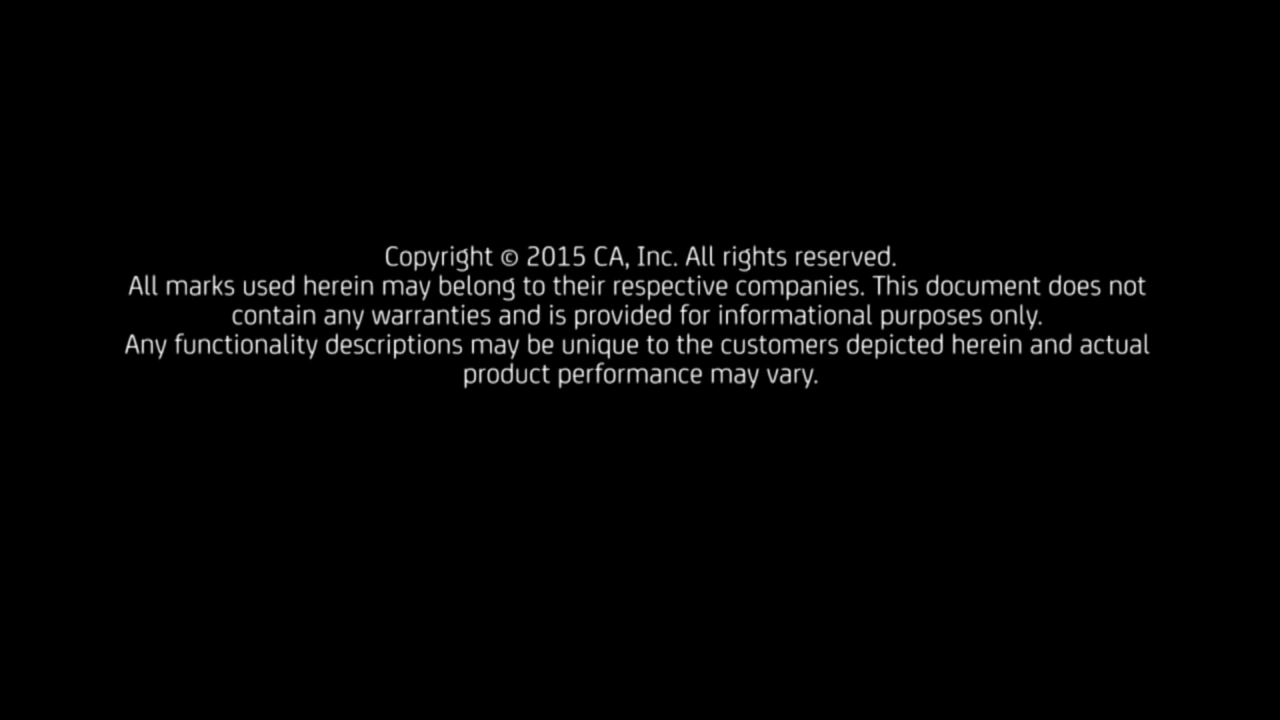 Copyright © 2015 CA, Inc. All rights reserved.
All marks used herein may belong to their respective companies. This document does not
contain any warranties and is provided for informational purposes only.
Any functionality descriptions may be unique to the customers depicted herein and actual
product performance may vary.